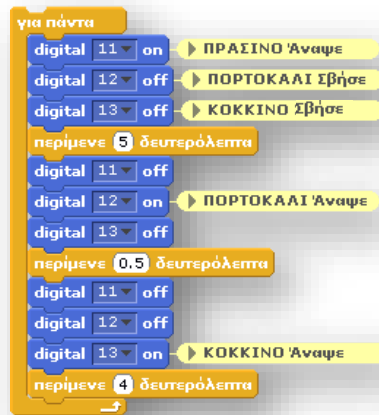 για πάντα
digital 11 on ΠΡΑΣΙΝΟ Άναψε
digital 12 off ΠΟΡΤΟΚΑΛΙ Σβήσε
digital 13 off ΚΟΚΚΙΝΟ Σβήσε
περίμενε 5 δευτερόλεπτα
digital 11 off
digital 12 on ΠΟΡΤΟΚΑΛΙ Άναψε
digital 13 off
περίμενε 0.5 δευτερόλεπτα
digital 11 off
digital 12 off
digital 13 on ΚΟΚΚΙΝΟ Άναψε
περίμενε 4 δευτερόλεπτα